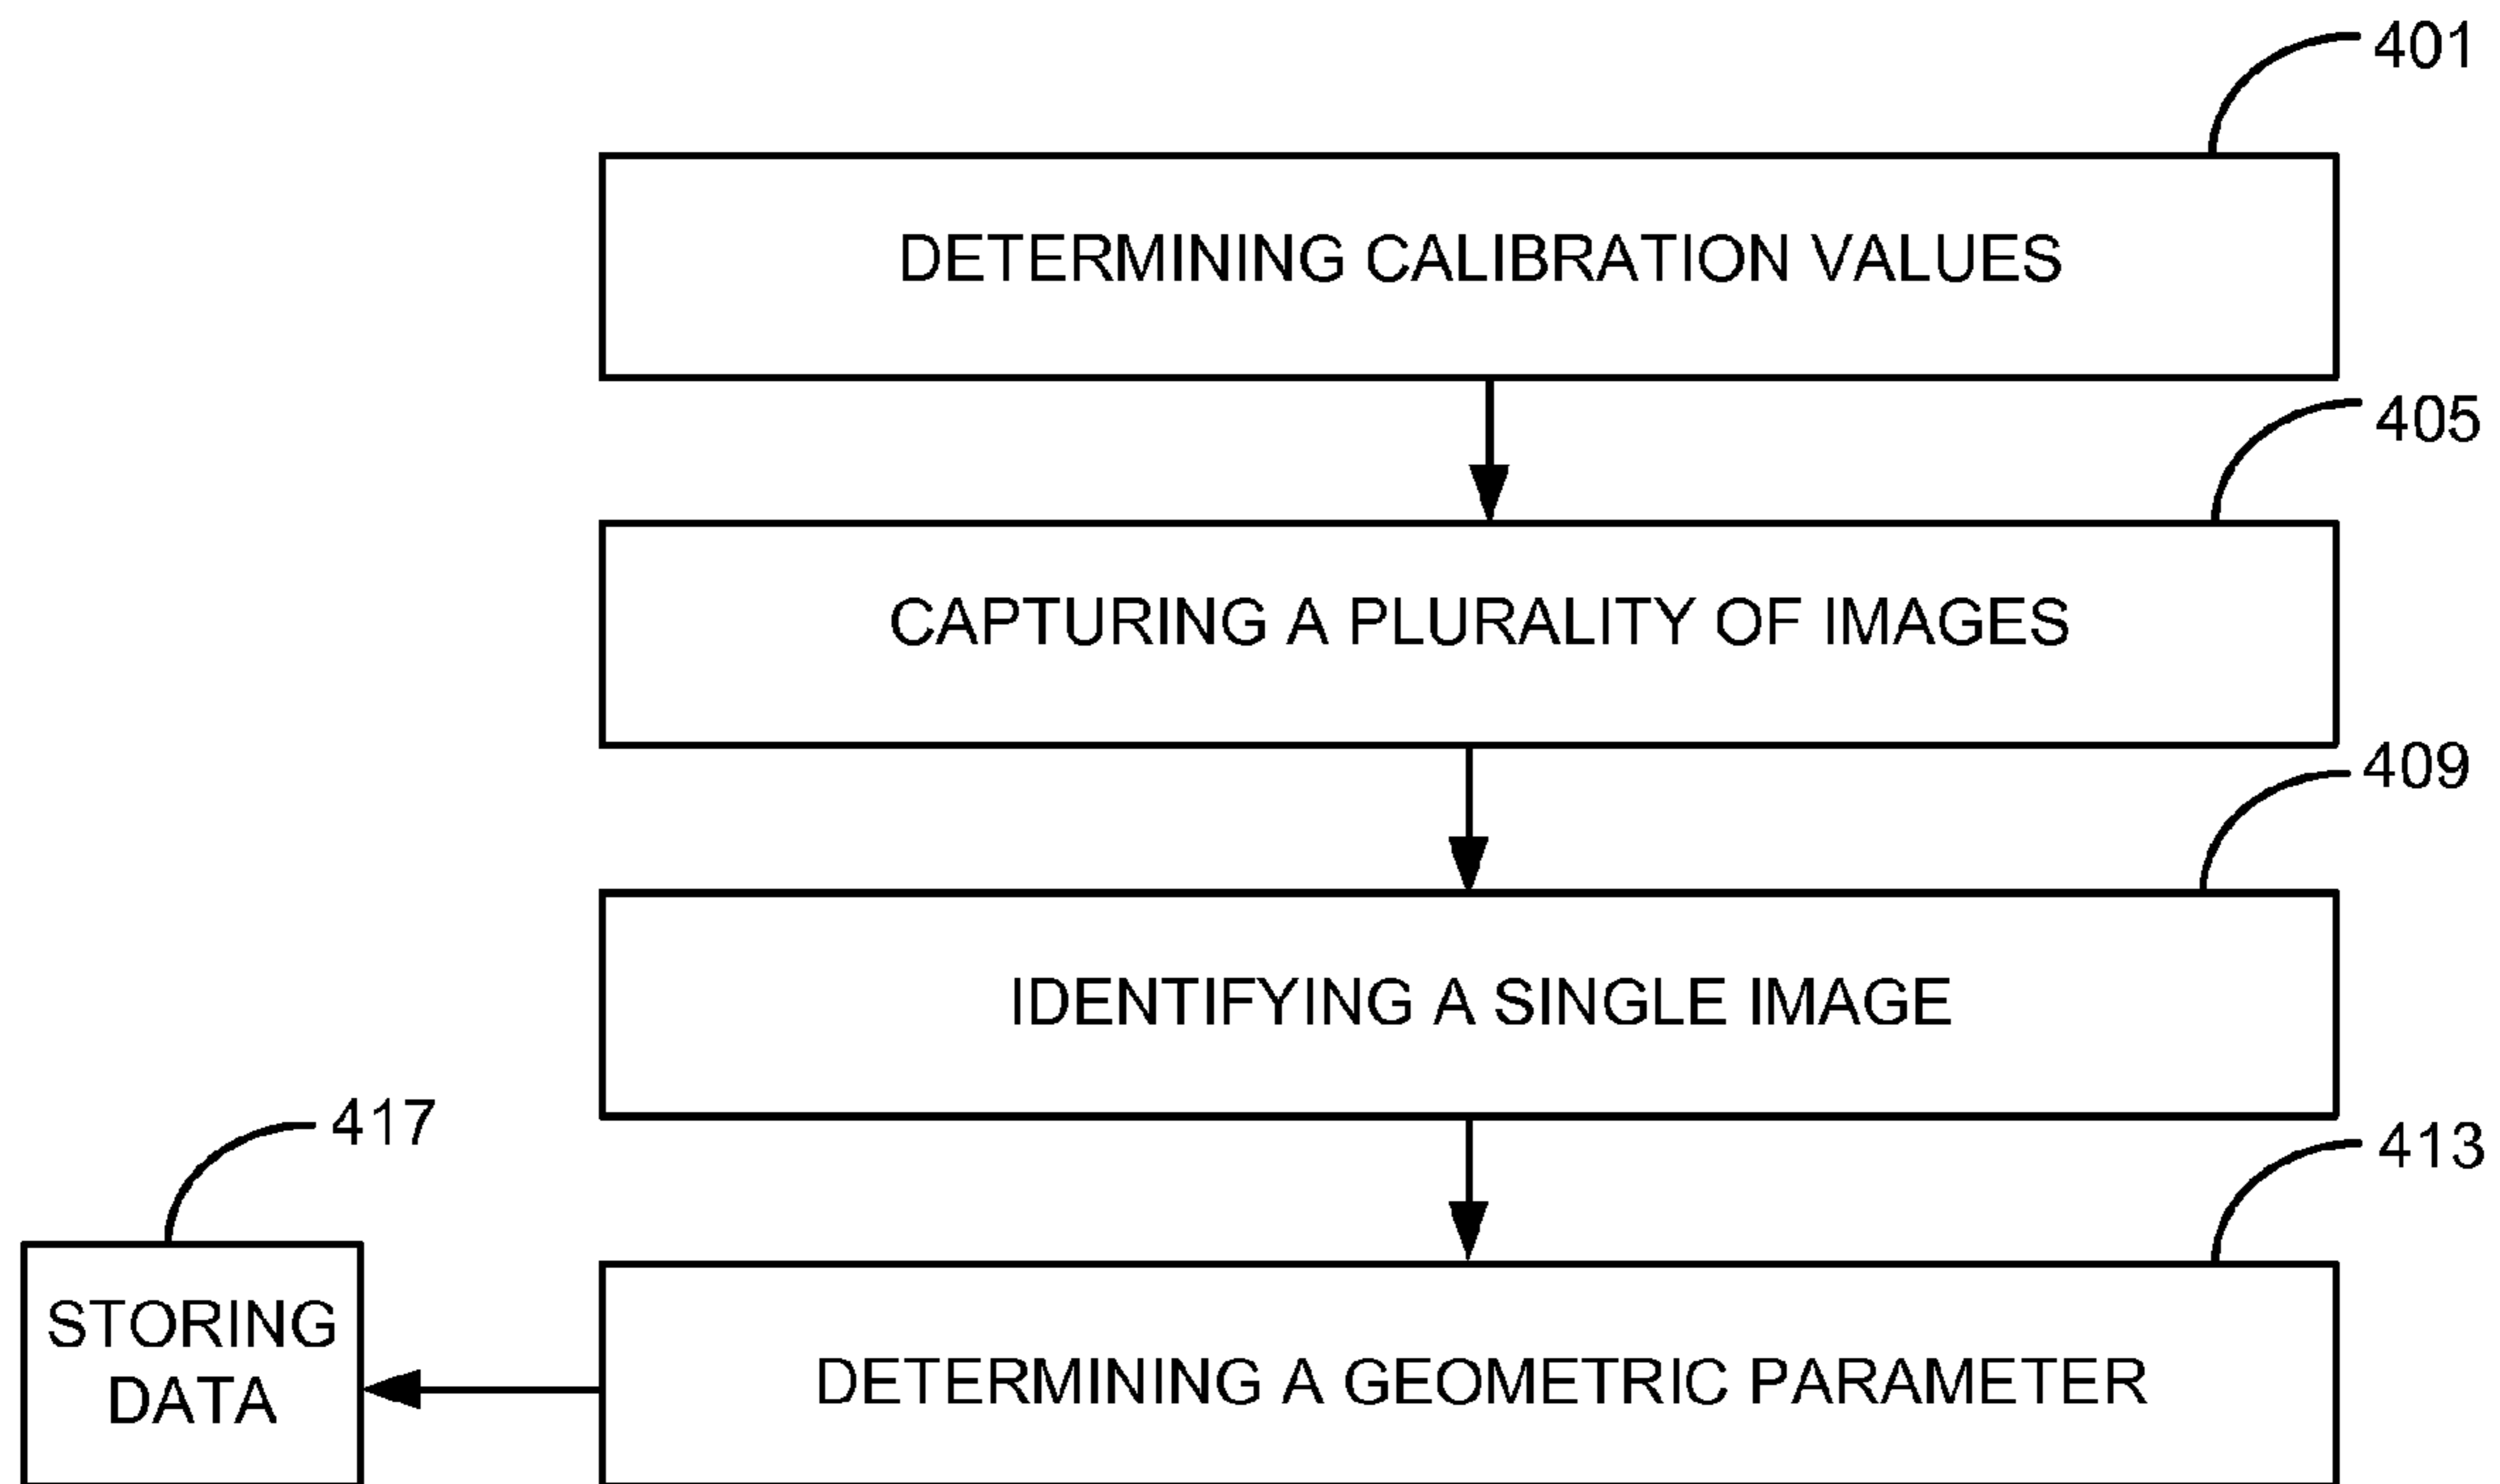 401
DETERMINING CALIBRATION VALUES
405
CAPTURING A PLURALITY OF IMAGES
409
IDENTIFYING A SINGLE IMAGE
417
413
STORING
DATA
DETERMINING A GEOMETRIC PARAMETER